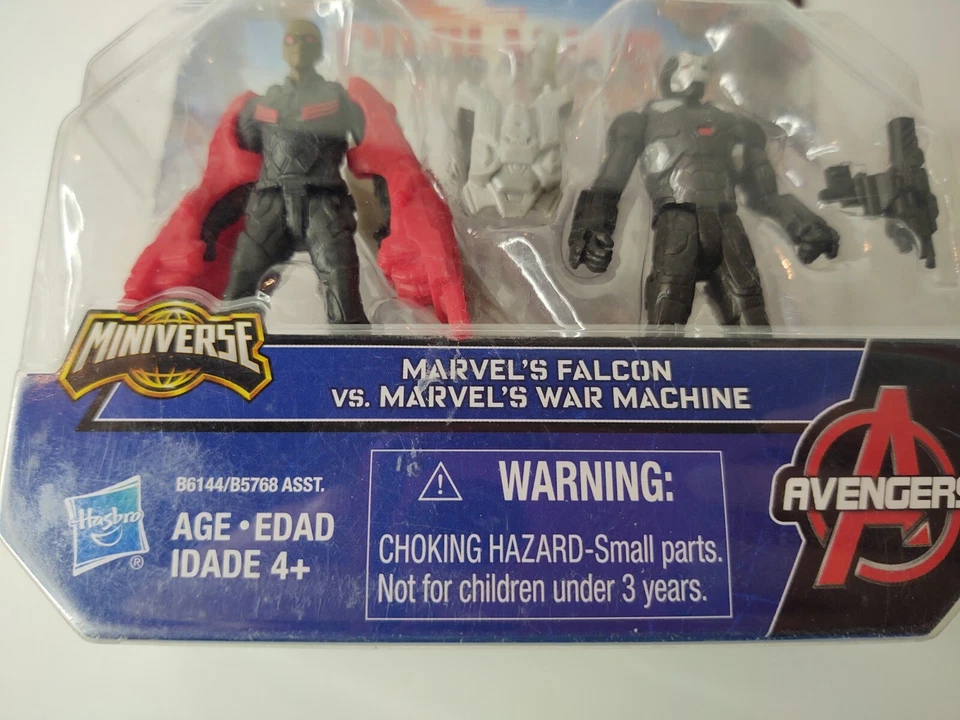 MINIVERSE
MARVEL'S FALCON
VS. MARVEL'S WAR MACHINE
AVENGERS
B6144/B5768 ASST.
Hasbro
®
AGE • EDAD
IDADE 4+
WARNING:
CHOKING HAZARD-Small parts.
Not for children under 3 years.